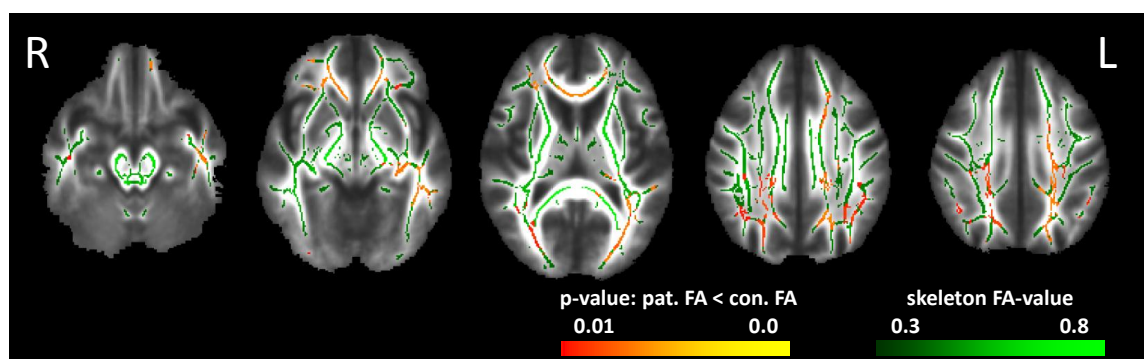 R
L
p-value: pat. FA < con. FA
0.01 0.0
skeleton FA-value
0.3 0.8